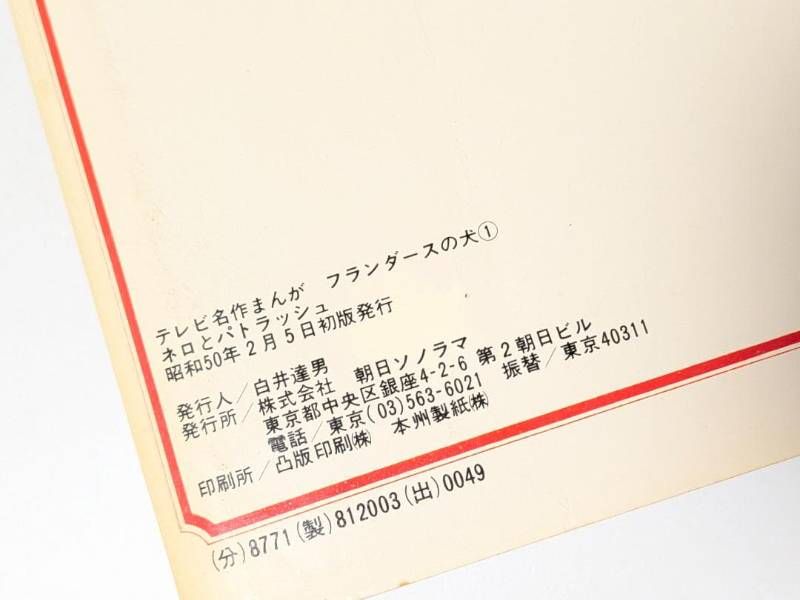 テレビ名作まんが　フランダースの犬①
ネロとパトラッシュ
昭和50年2月5日初版発行
発行人／白井達男
発行所／株式会社　朝日ソノラマ
東京都中央区銀座4-2-6 第2朝日ビル
電話／東京(03)563-6021　振替／東京40311
印刷所／凸版印刷㈱　本州製紙㈱
(分)8771(製)812003(出)0049